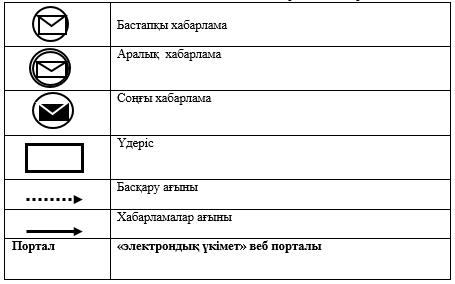 Бастапқы хабарлама
Аралық хабарлама
Соңғы хабарлама
Үдеріс
Басқару ағыны
Хабарламалар ағыны
Портал «электрондық үкімет» веб порталы